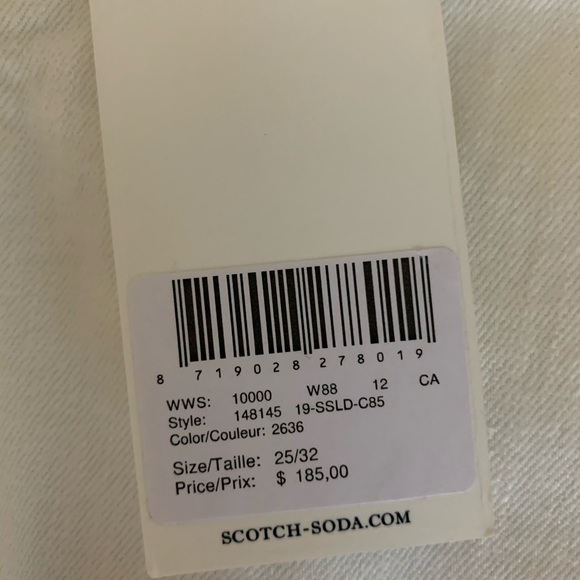 8 719028 278019
WWS: 10000 W88 12 CA
Style: 148145 19-SSLD-C85
Color/Couleur: 2636
Size/Taille: 25/32
Price/Prix: $ 185,00
SCOTCH-SODA.COM